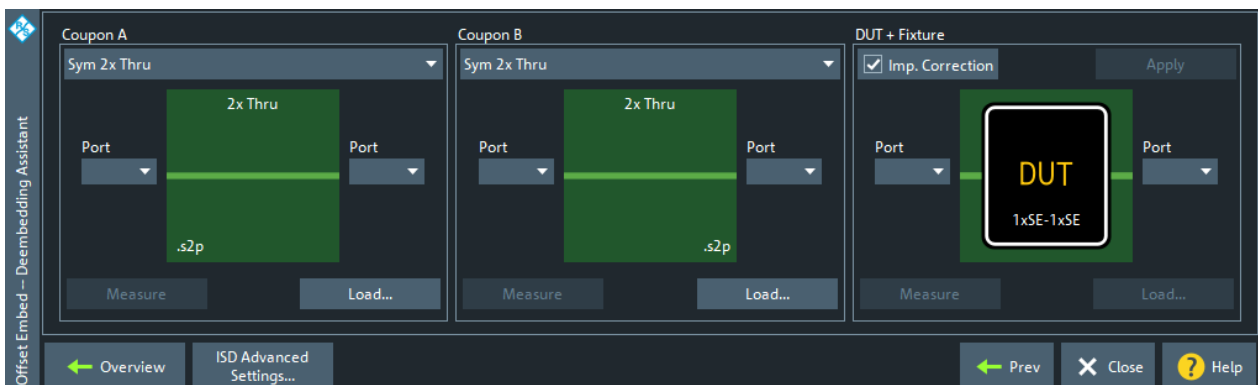 R&S
Offset Embed -- Deembedding Assistant
Coupon A
Sym 2x Thru
2x Thru
Port
Port
.s2p
Measure
Load...
Coupon B
Sym 2x Thru
2x Thru
Port
Port
.s2p
Measure
Load...
DUT + Fixture
Imp. Correction
Apply
Port
Port
DUT
1xSE-1xSE
Measure
Load...
Overview
ISD Advanced
Settings...
Prev
Close
? Help